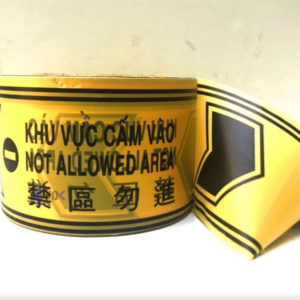 KHU VỰC CẤM VÀO!
NOT ALLOWED AREA!
禁區勿進